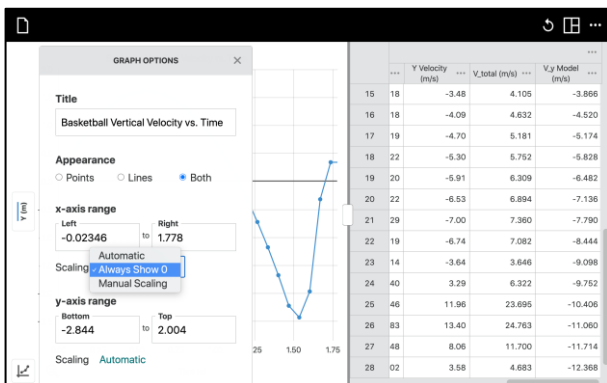 GRAPH OPTIONS ×
Title
Basketball Vertical Velocity vs. Time
Appearance
Points Lines Both
x-axis range
Left
-0.02346
to
Right
1.778
Scaling
Automatic
✓ Always Show 0
Manual Scaling
y-axis range
Bottom
-2.844
to
Top
2.004
Scaling Automatic
Y (m)
25 1.50 1.75
...
... Y Velocity (m/s) ... V_total (m/s) ... V_y Model (m/s) ...
15 18 -3.48 4.105 -3.866
16 18 -4.09 4.632 -4.520
17 19 -4.70 5.181 -5.174
18 22 -5.30 5.752 -5.828
19 20 -5.91 6.309 -6.482
20 22 -6.53 6.894 -7.136
21 29 -7.00 7.360 -7.790
22 19 -6.74 7.082 -8.444
23 14 -3.64 3.646 -9.098
24 40 3.29 6.322 -9.752
25 46 11.96 23.695 -10.406
26 83 13.40 24.763 -11.060
27 48 8.06 11.700 -11.714
28 02 3.58 4.683 -12.368